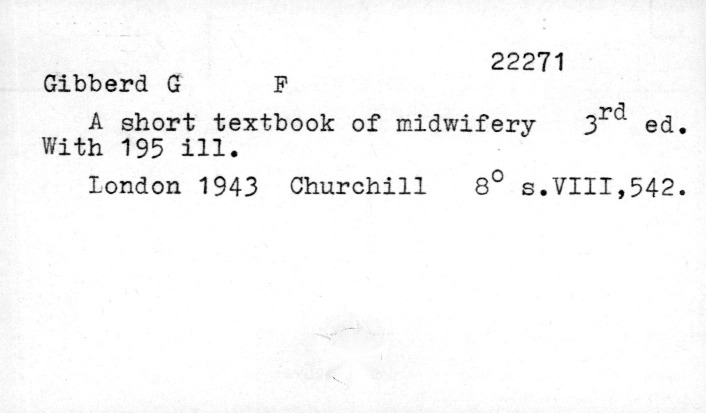 22271
Gibberd G F
A short textbook of midwifery 3rd ed.
With 195 ill.
London 1943 Churchill 8° s.VIII,542.